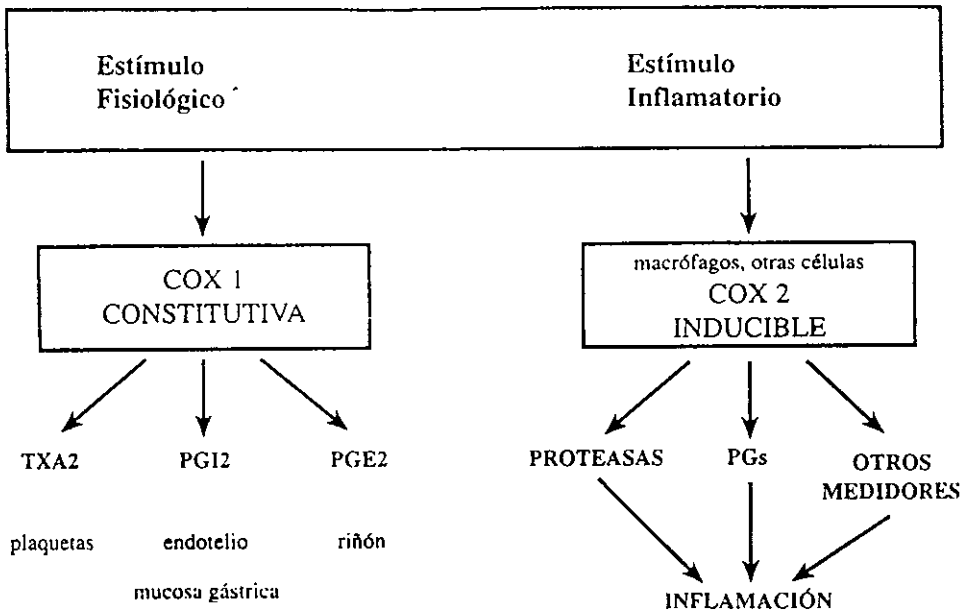 Estímulo
Fisiológico
Estímulo
Inflamatorio
COX 1
CONSTITUTIVA
macrófagos, otras células
COX 2
INDUCIBLE
TXA2
PGI2
PGE2
PROTEASAS
PGs
OTROS
MEDIDORES
plaquetas
endotelio
riñón
mucosa gástrica
INFLAMACIÓN